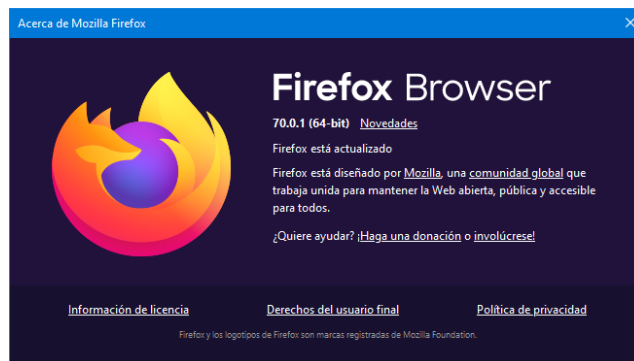 Acerca de Mozilla Firefox
Firefox Browser
70.0.1 (64-bit) Novedades
Firefox está actualizado
Firefox está diseñado por Mozilla, una comunidad global que
trabaja unida para mantener la Web abierta, pública y accesible
para todos.
¿Quiere ayudar? ¡Haga una donación o involúcrese!
Información de licencia Derechos del usuario final Política de privacidad
Firefox y los logotipos de Firefox son marcas registradas de Mozilla Foundation.